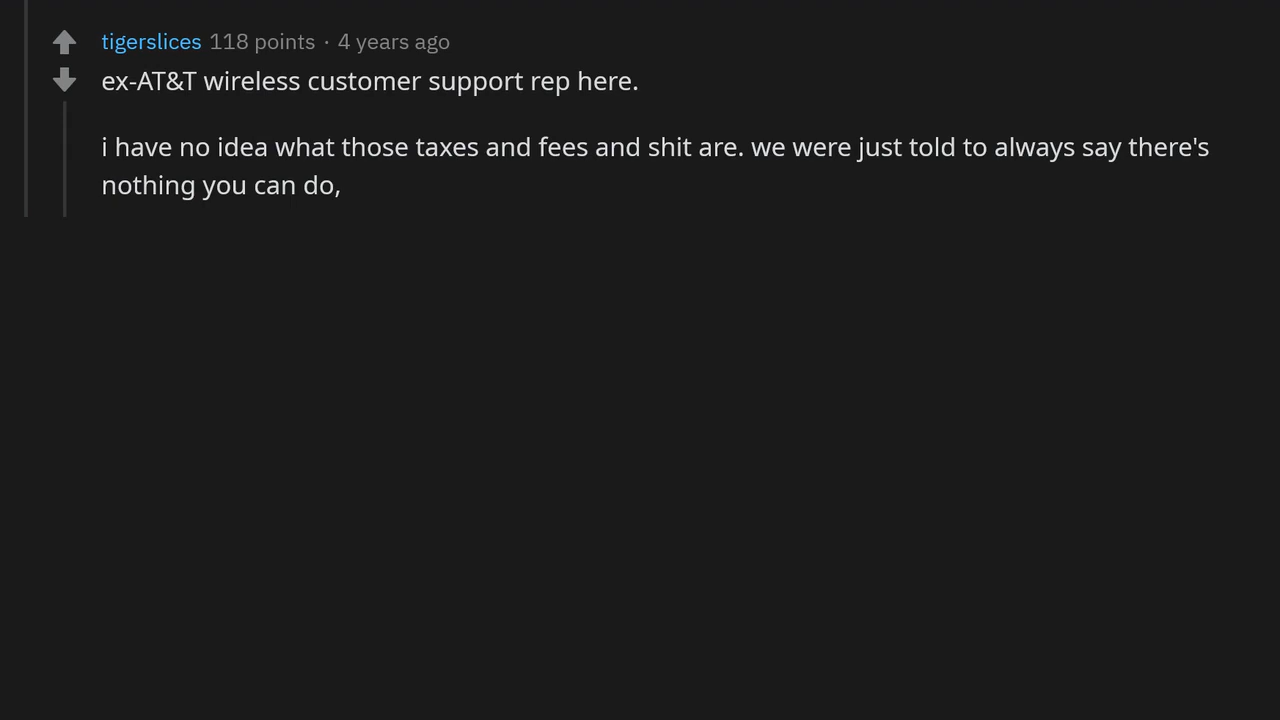 tigerslices 118 points · 4 years ago
ex-AT&T wireless customer support rep here.
i have no idea what those taxes and fees and shit are. we were just told to always say there's
nothing you can do,